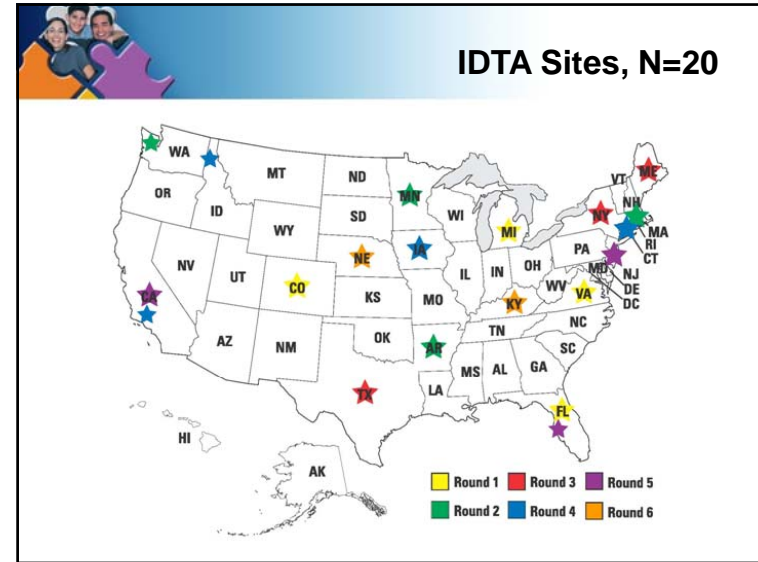 IDTA Sites, N=20
WA
MT
ND
MN
VT
ME
OR
ID
SD
WI
MI
NY
NH
MA
RI
CT
WY
NE
IA
PA
NJ
MD
DE
DC
NV
UT
CO
IL
IN
OH
WV
VA
CA
KS
MO
KY
AZ
NM
OK
AR
TN
NC
SC
TX
LA
MS
AL
GA
FL
HI
AK
Round 1
Round 3
Round 5
Round 2
Round 4
Round 6